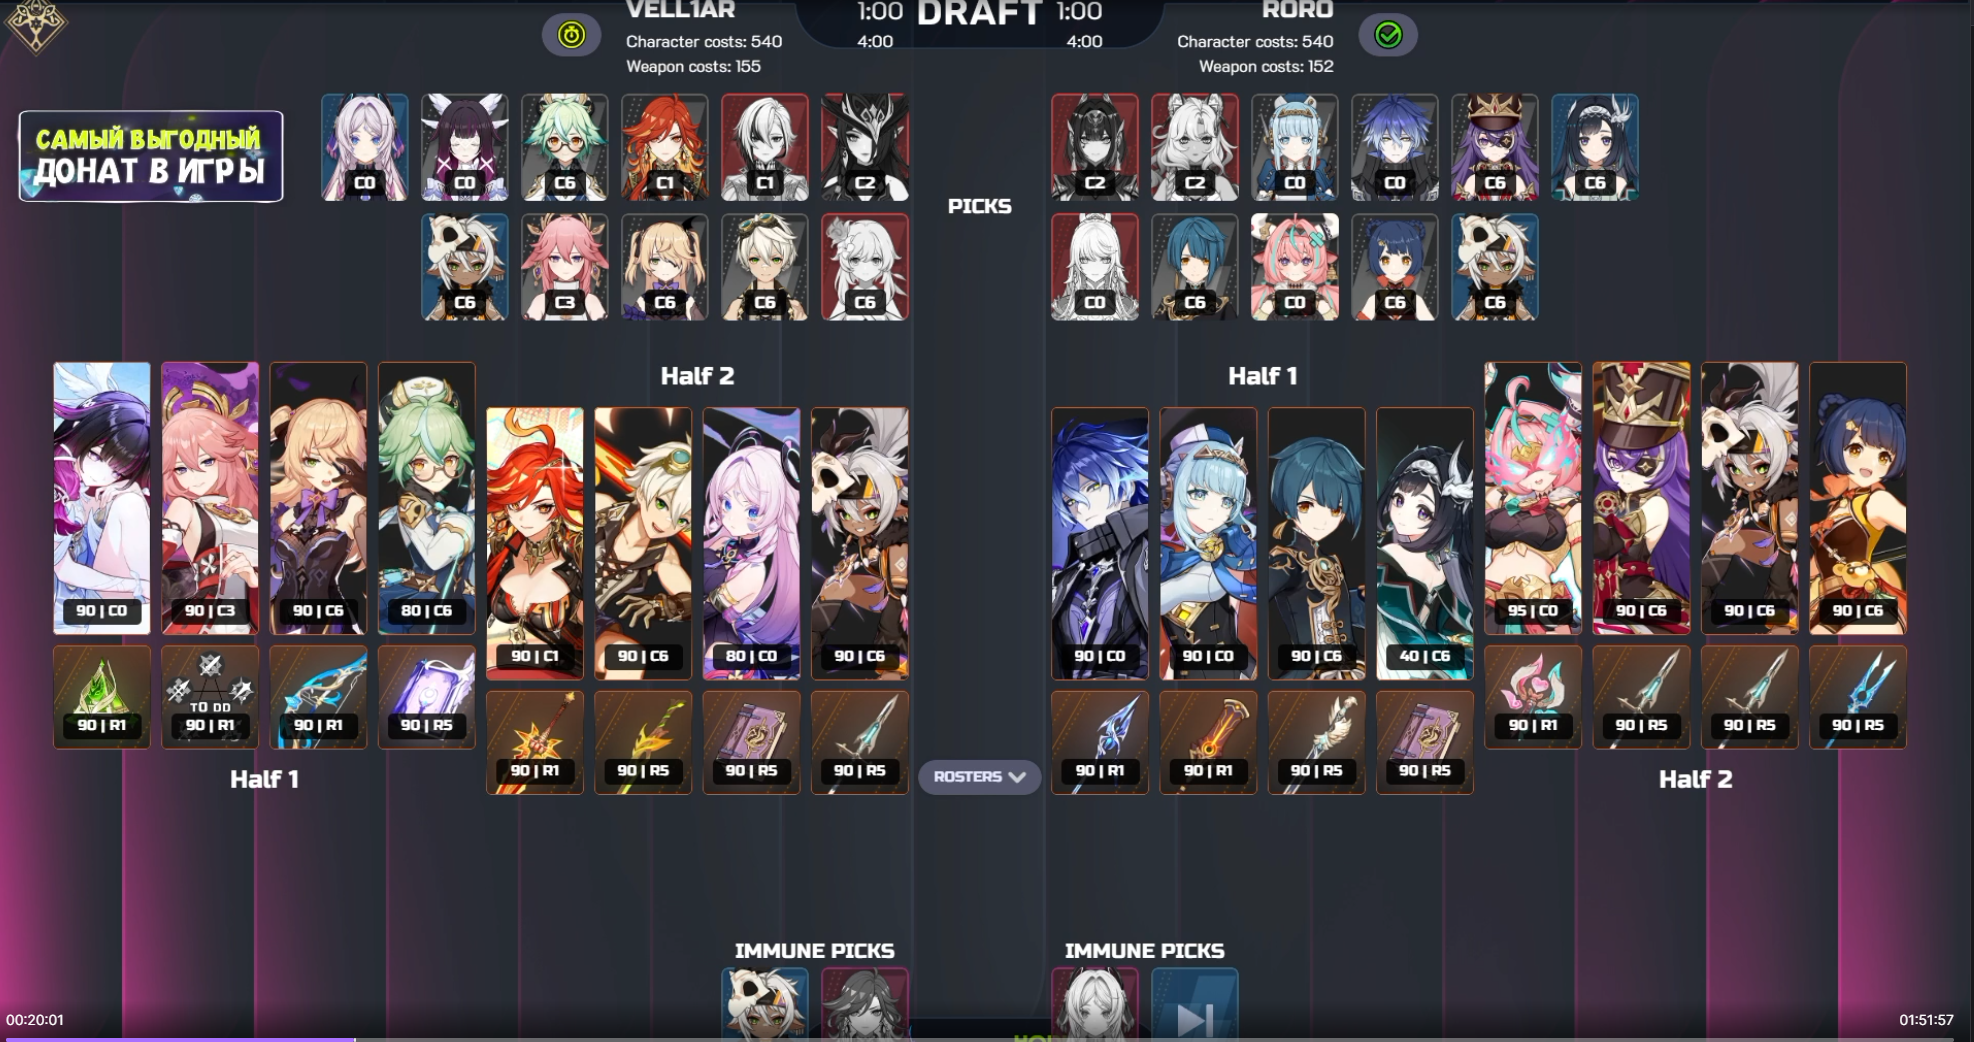 VELL1AR
Character costs: 540
Weapon costs: 155
1:00
4:00
DRAFT
1:00
4:00
RORO
Character costs: 540
Weapon costs: 152
САМЫЙ ВЫГОДНЫЙ
ДОНАТ В ИГРЫ
C0 C0 C6 C1 C1 C2
C6 C3 C6 C6 C6
PICKS
C2 C2 C0 C0 C6 C6
C0 C6 C0 C6 C6
Half 2
Half 1
90 | C0 90 | C3 90 | C6 80 | C6
90 | C1 90 | C6 80 | C0 90 | C6
90 | C0 90 | C0 90 | C6 40 | C6
95 | C0 90 | C6 90 | C6 90 | C6
TO DD
90 | R1 90 | R1 90 | R1 90 | R5
90 | R1 90 | R5 90 | R5 90 | R5
90 | R1 90 | R1 90 | R5 90 | R5
90 | R1 90 | R5 90 | R5 90 | R5
Half 1
ROSTERS
Half 2
IMMUNE PICKS
IMMUNE PICKS
00:20:01
01:51:57